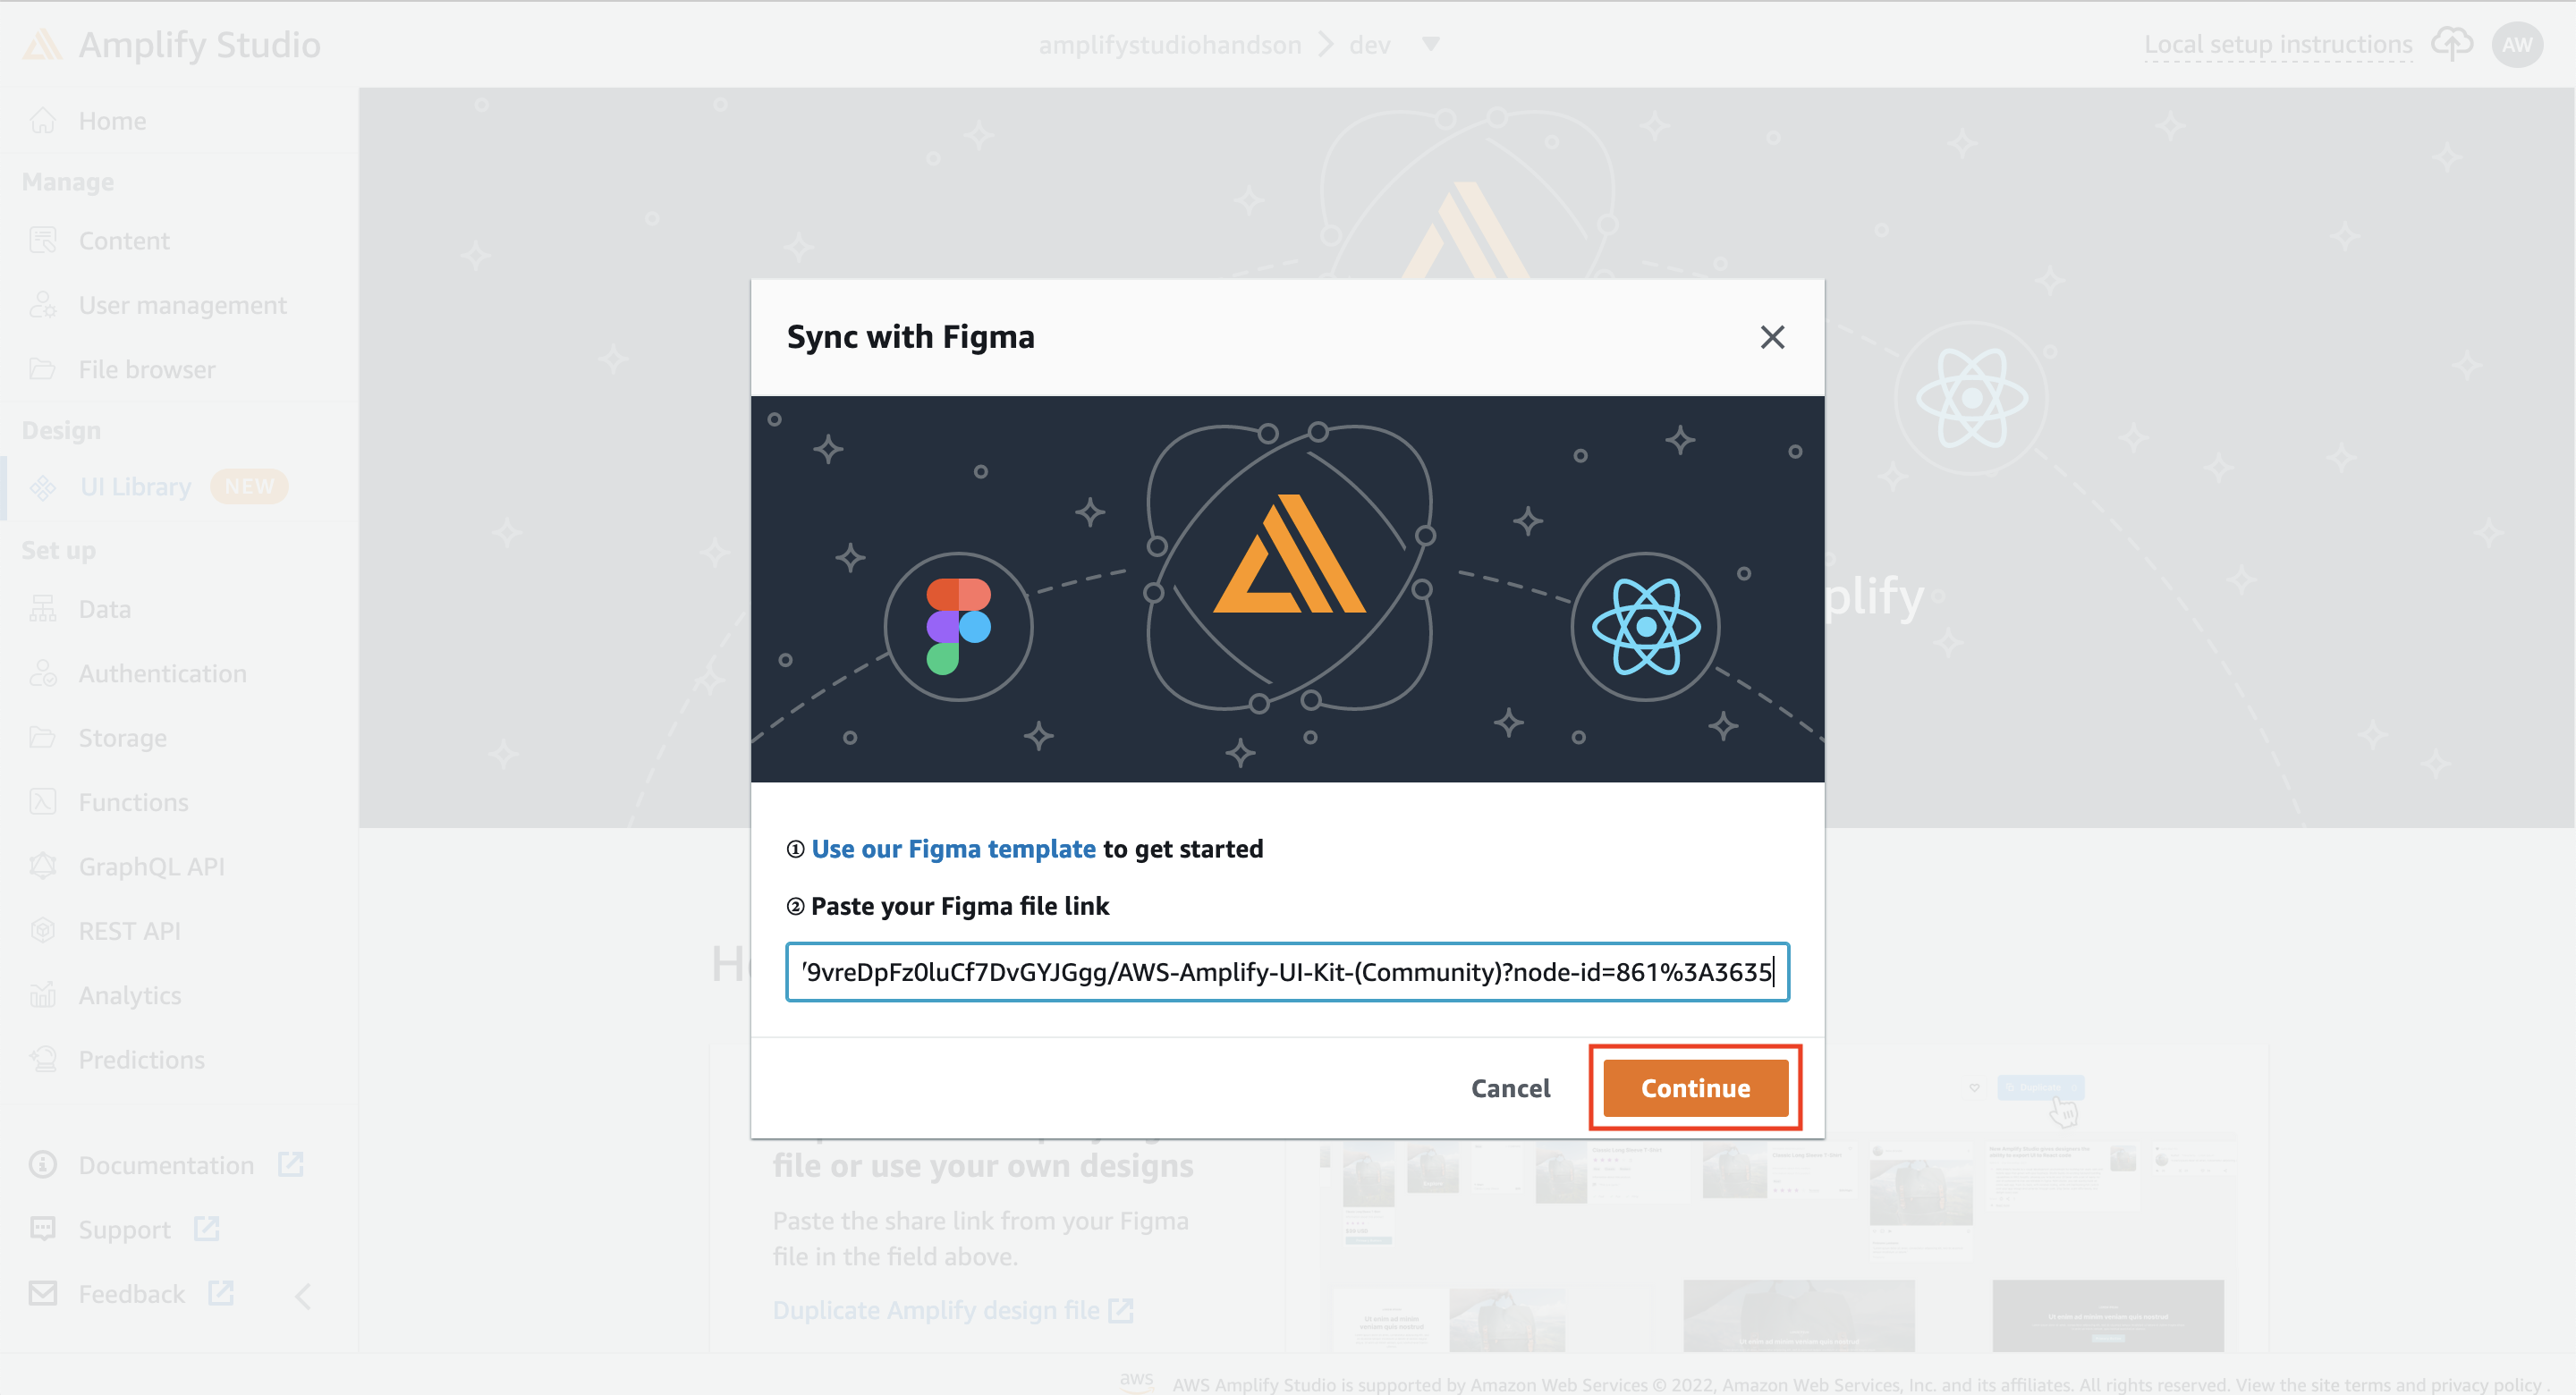 Amplify Studio
amplifystudiohandson > dev
Local setup instructions
AW
Home
Manage
Content
User management
File browser
Design
UI Library NEW
Set up
Data
Authentication
Storage
Functions
GraphQL API
REST API
Analytics
Predictions
Documentation
Support
Feedback
plify
Sync with Figma
① Use our Figma template to get started
② Paste your Figma file link
/9vreDpFz0luCf7DvGYJGgg/AWS-Amplify-UI-Kit-(Community)?node-id=861%3A3635
Cancel
Continue
file or use your own designs
Paste the share link from your Figma
file in the field above.
Duplicate Amplify design file
aws
AWS Amplify Studio is supported by Amazon Web Services © 2022, Amazon Web Services, Inc. and its affiliates. All rights reserved. View the site terms and privacy policy